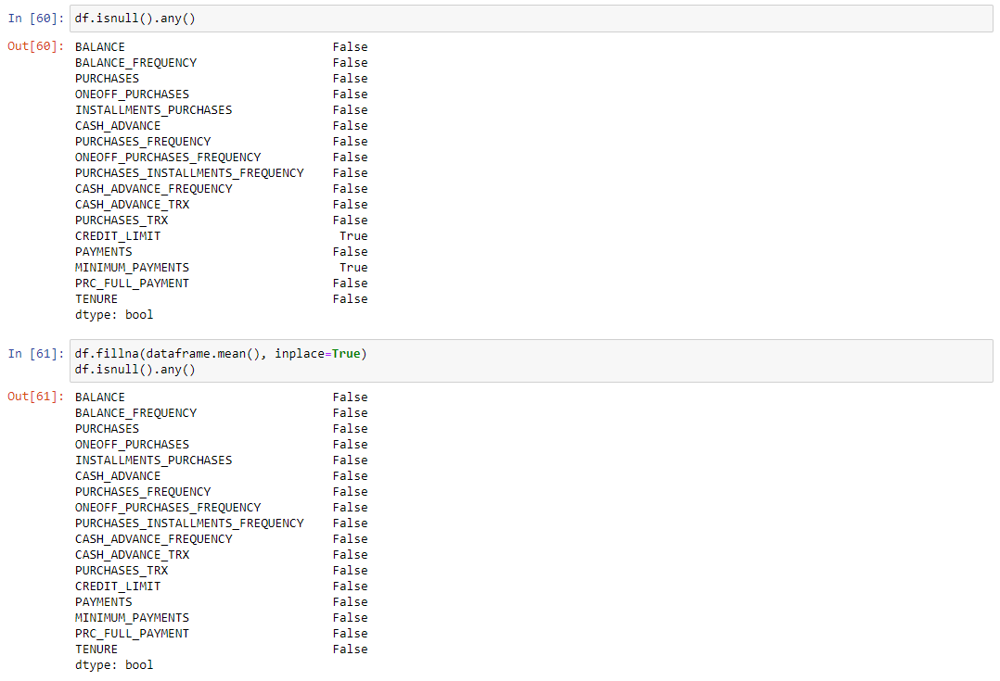 In [60]: df.isnull().any()
Out[60]: BALANCE False
BALANCE_FREQUENCY False
PURCHASES False
ONEOFF_PURCHASES False
INSTALLMENTS_PURCHASES False
CASH_ADVANCE False
PURCHASES_FREQUENCY False
ONEOFF_PURCHASES_FREQUENCY False
PURCHASES_INSTALLMENTS_FREQUENCY False
CASH_ADVANCE_FREQUENCY False
CASH_ADVANCE_TRX False
PURCHASES_TRX False
CREDIT_LIMIT True
PAYMENTS False
MINIMUM_PAYMENTS True
PRC_FULL_PAYMENT False
TENURE False
dtype: bool
In [61]: df.fillna(dataframe.mean(), inplace=True)
df.isnull().any()
Out[61]: BALANCE False
BALANCE_FREQUENCY False
PURCHASES False
ONEOFF_PURCHASES False
INSTALLMENTS_PURCHASES False
CASH_ADVANCE False
PURCHASES_FREQUENCY False
ONEOFF_PURCHASES_FREQUENCY False
PURCHASES_INSTALLMENTS_FREQUENCY False
CASH_ADVANCE_FREQUENCY False
CASH_ADVANCE_TRX False
PURCHASES_TRX False
CREDIT_LIMIT False
PAYMENTS False
MINIMUM_PAYMENTS False
PRC_FULL_PAYMENT False
TENURE False
dtype: bool